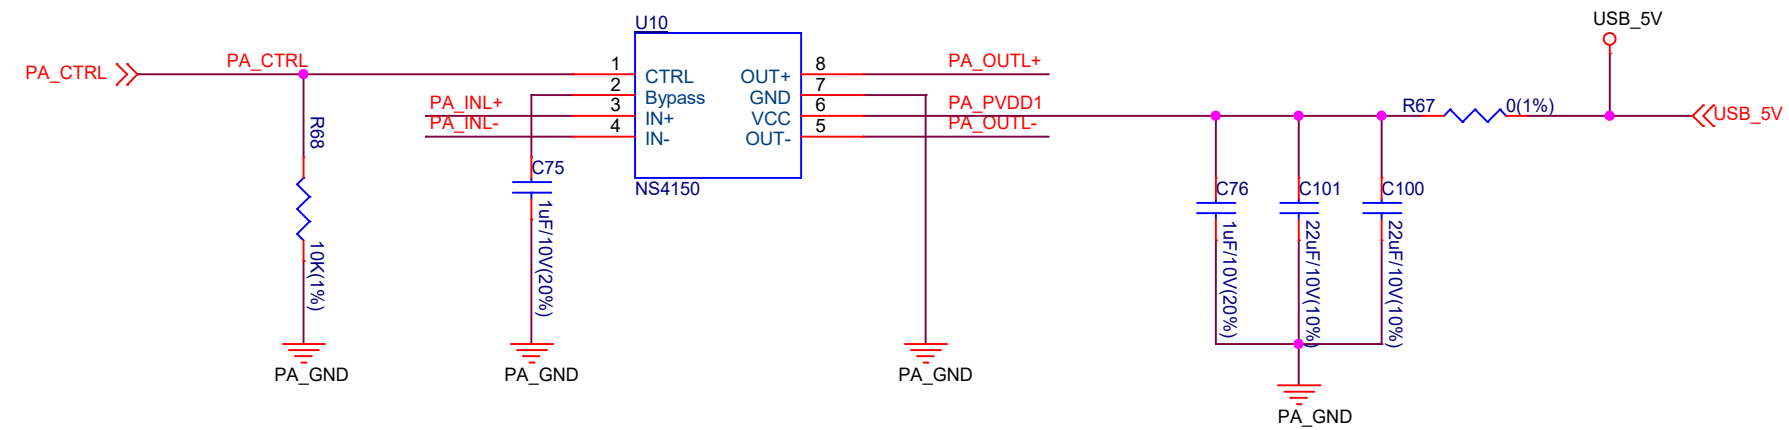 USB_5V
U10
PA_CTRL
PA_CTRL
1
CTRL
OUT+
8
PA_OUTL+
2
Bypass
GND
7
PA_INL+
3
IN+
VCC
6
PA_PVDD1
R67
0(1%)
USB_5V
PA_INL-
4
IN-
OUT-
5
PA_OUTL-
R68
10K(1%)
C75
1uF/10V(20%)
NS4150
C76
1uF/10V(20%)
C101
22uF/10V(10%)
C100
22uF/10V(10%)
PA_GND
PA_GND
PA_GND
PA_GND